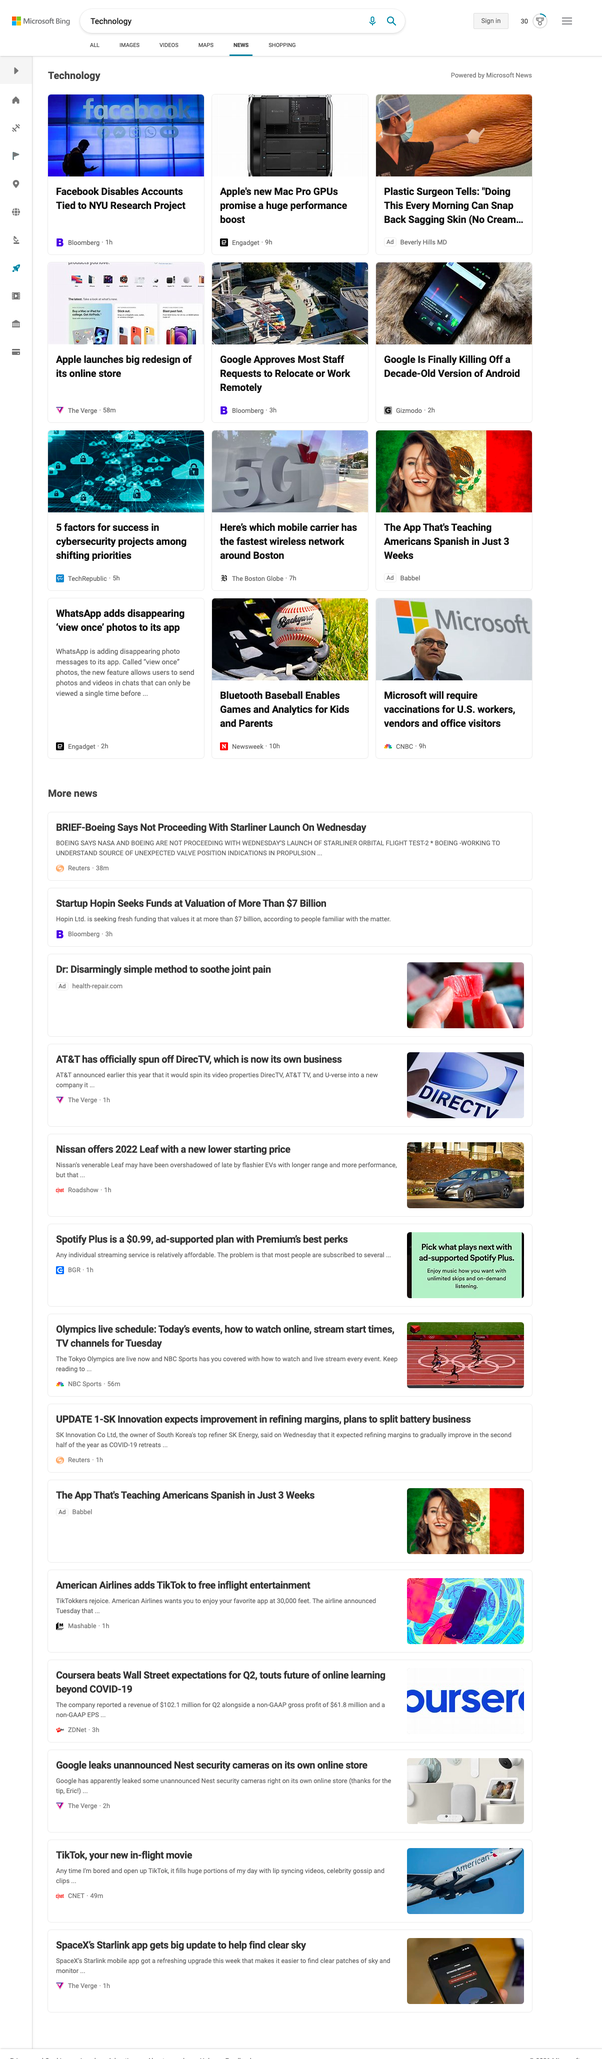 Microsoft Bing
Technology
Sign in
30
ALL IMAGES VIDEOS MAPS NEWS SHOPPING
Technology
Powered by Microsoft News
facebook
Facebook Disables Accounts
Tied to NYU Research Project
Bloomberg · 1h
Apple's new Mac Pro GPUs
promise a huge performance
boost
Engadget · 9h
Plastic Surgeon Tells: "Doing
This Every Morning Can Snap
Back Sagging Skin (No Cream...
Ad Beverly Hills MD
Apple launches big redesign of
its online store
The Verge · 58m
Google Approves Most Staff
Requests to Relocate or Work
Remotely
Bloomberg · 3h
Google Is Finally Killing Off a
Decade-Old Version of Android
Gizmodo · 2h
5 factors for success in
cybersecurity projects among
shifting priorities
TechRepublic · 5h
5G
Here's which mobile carrier has
the fastest wireless network
around Boston
The Boston Globe · 7h
The App That's Teaching
Americans Spanish in Just 3
Weeks
Ad Babbel
WhatsApp adds disappearing
'view once' photos to its app
WhatsApp is adding disappearing photo
messages to its app. Called "view once"
photos, the new feature allows users to send
photos and videos in chats that can only be
viewed a single time before ...
Engadget · 2h
Backyard
Bluetooth Baseball Enables
Games and Analytics for Kids
and Parents
Newsweek · 10h
Microsoft
Microsoft will require
vaccinations for U.S. workers,
vendors and office visitors
CNBC · 9h
More news
BRIEF-Boeing Says Not Proceeding With Starliner Launch On Wednesday
BOEING SAYS NASA AND BOEING ARE NOT PROCEEDING WITH WEDNESDAY'S LAUNCH OF STARLINER ORBITAL FLIGHT TEST-2 * BOEING -WORKING TO
UNDERSTAND SOURCE OF UNEXPECTED VALVE POSITION INDICATIONS IN PROPULSION ...
Reuters · 38m
Startup Hopin Seeks Funds at Valuation of More Than $7 Billion
Hopin Ltd. is seeking fresh funding that values it at more than $7 billion, according to people familiar with the matter.
Bloomberg · 3h
Dr: Disarmingly simple method to soothe joint pain
Ad health-repair.com
AT&T has officially spun off DirecTV, which is now its own business
AT&T announced earlier this year that it would spin its video properties DirecTV, AT&T TV, and U-verse into a new
company it ...
The Verge · 1h
DIRECTV
Nissan offers 2022 Leaf with a new lower starting price
Nissan's venerable Leaf may have been overshadowed of late by flashier EVs with longer range and more performance,
but that ...
Roadshow · 1h
Spotify Plus is a $0.99, ad-supported plan with Premium's best perks
Any individual streaming service is relatively affordable. The problem is that most people are subscribed to several ...
BGR · 1h
Pick what plays next with
ad-supported Spotify Plus.
Enjoy music how you want with
unlimited skips and on-demand
listening.
Olympics live schedule: Today's events, how to watch online, stream start times,
TV channels for Tuesday
The Tokyo Olympics are live now and NBC Sports has you covered with how to watch and live stream every event. Keep
reading to ...
NBC Sports · 56m
UPDATE 1-SK Innovation expects improvement in refining margins, plans to split battery business
SK Innovation Co Ltd, the owner of South Korea's top refiner SK Energy, said on Wednesday that it expected refining margins to gradually improve in the second
half of the year as COVID-19 retreats ...
Reuters · 1h
The App That's Teaching Americans Spanish in Just 3 Weeks
Ad Babbel
American Airlines adds TikTok to free inflight entertainment
TikTokkers rejoice. American Airlines wants you to enjoy your favorite app at 30,000 feet. The airline announced
Tuesday that ...
Mashable · 1h
Coursera beats Wall Street expectations for Q2, touts future of online learning
beyond COVID-19
The company reported a revenue of $102.1 million for Q2 alongside a non-GAAP gross profit of $61.8 million and a
non-GAAP EPS ...
ZDNet · 3h
oursera
Google leaks unannounced Nest security cameras on its own online store
Google has apparently leaked some unannounced Nest security cameras right on its own online store (thanks for the
tip, Eric!) ...
The Verge · 2h
TikTok, your new in-flight movie
Any time I'm bored and open up TikTok, it fills huge portions of my day with lip syncing videos, celebrity gossip and
clips ...
CNET · 49m
American
SpaceX's Starlink app gets big update to help find clear sky
SpaceX's Starlink mobile app got a refreshing upgrade this week that makes it easier to find clear patches of sky and
monitor ...
The Verge · 1h